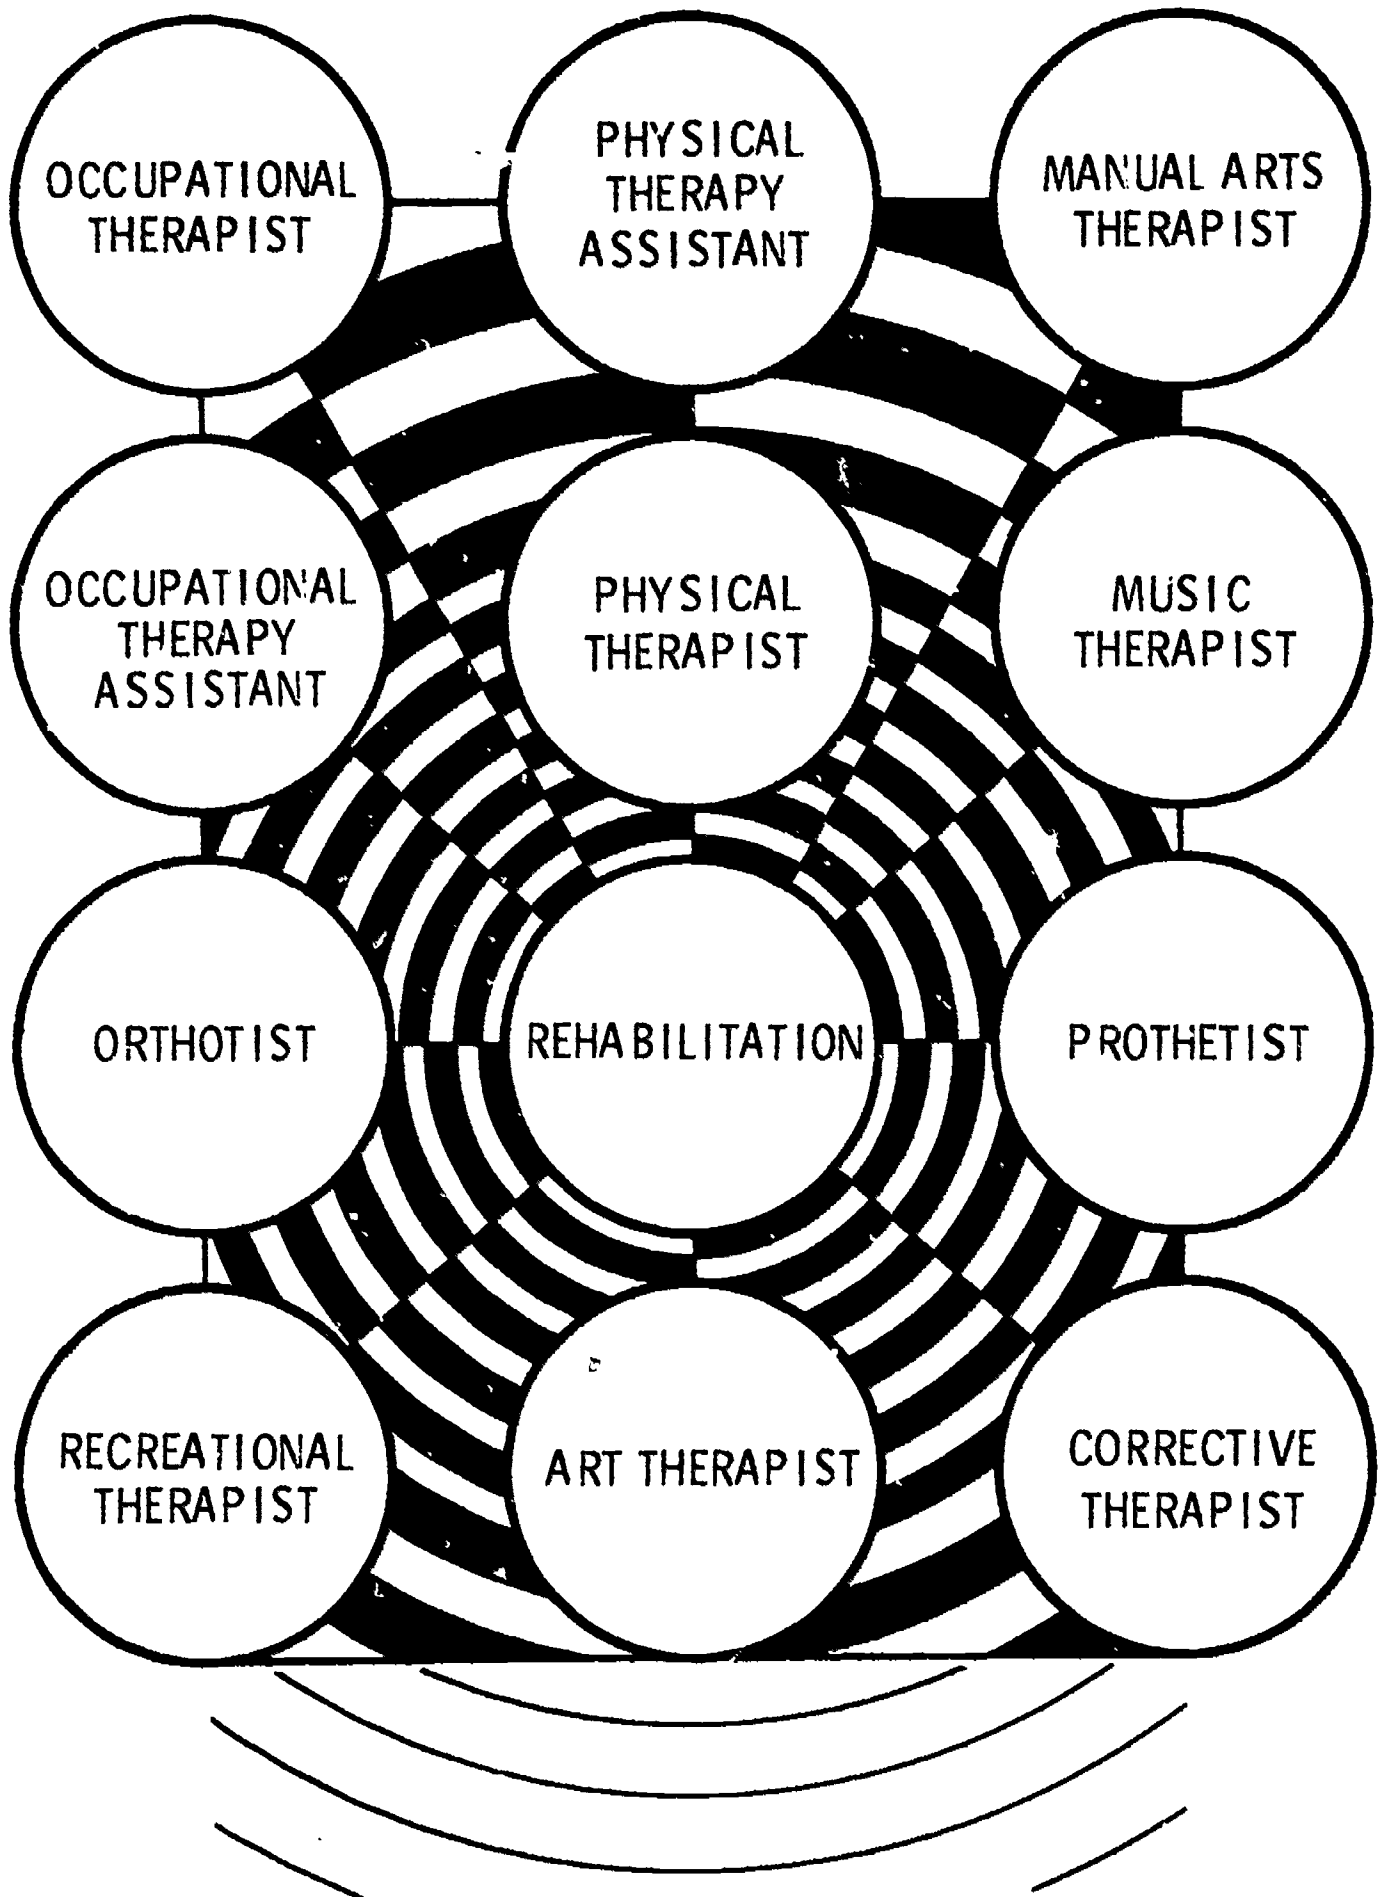 OCCUPATIONAL
THERAPIST
PHYSICAL
THERAPY
ASSISTANT
MANUAL ARTS
THERAPIST
OCCUPATIONAL
THERAPY
ASSISTANT
PHYSICAL
THERAPIST
MUSIC
THERAPIST
ORTHOTIST
REHABILITATION
PROTHETIST
RECREATIONAL
THERAPIST
ART THERAPIST
CORRECTIVE
THERAPIST